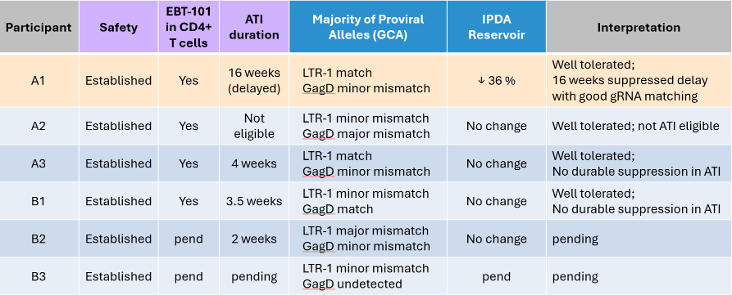 Participant Safety EBT-101 in CD4+ T cells ATI duration Majority of Proviral Alleles (GCA) IPDA Reservoir Interpretation
A1 Established Yes 16 weeks (delayed) LTR-1 match GagD minor mismatch ↓ 36 % Well tolerated; 16 weeks suppressed delay with good gRNA matching
A2 Established Yes Not eligible LTR-1 minor mismatch GagD major mismatch No change Well tolerated; not ATI eligible
A3 Established Yes 4 weeks LTR-1 match GagD minor mismatch No change Well tolerated; No durable suppression in ATI
B1 Established Yes 3.5 weeks LTR-1 minor mismatch GagD match No change Well tolerated; No durable suppression in ATI
B2 Established pend 2 weeks LTR-1 major mismatch GagD minor mismatch No change pending
B3 Established pend pending LTR-1 minor mismatch GagD undetected pend pending